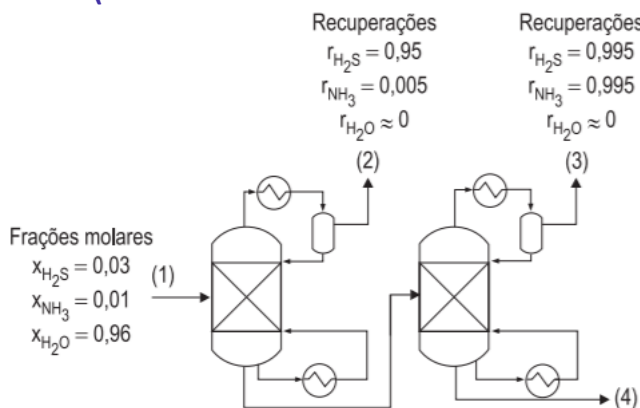 Recuperações
r_H₂S = 0,95
r_NH₃ = 0,005
r_H₂O ≈ 0
(2)
Recuperações
r_H₂S = 0,995
r_NH₃ = 0,995
r_H₂O ≈ 0
(3)
Frações molares
x_H₂S = 0,03
x_NH₃ = 0,01
x_H₂O = 0,96
(1)
(4)